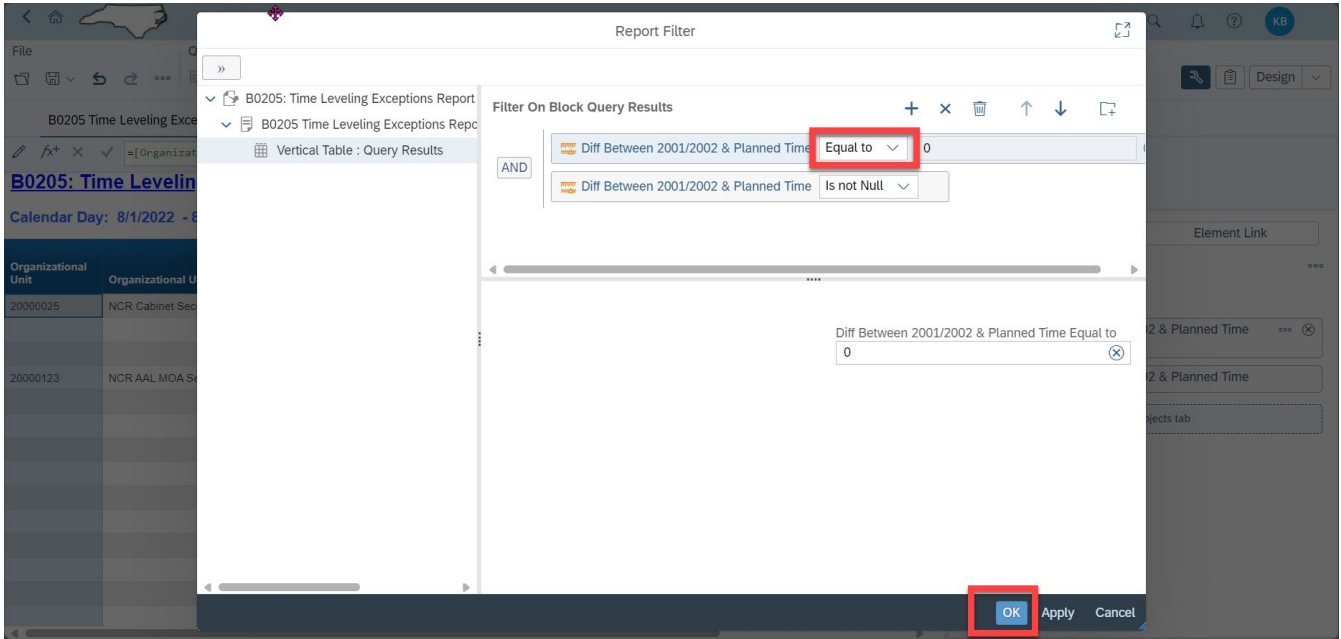 Report Filter
KB
File
Q
»
Design
B0205: Time Leveling Exceptions Report
Filter On Block Query Results
B0205 Time Leveling Exce
B0205 Time Leveling Exceptions Repo
=[Organizat
Vertical Table : Query Results
AND
Diff Between 2001/2002 & Planned Time
Equal to
0
Diff Between 2001/2002 & Planned Time
Is not Null
B0205: Time Levelin
Calendar Day: 8/1/2022 - 8
Element Link
Organizational
Unit
Organizational U
20000025
NCR Cabinet Sec
Diff Between 2001/2002 & Planned Time Equal to
0
02 & Planned Time
20000123
NCR AAL MOA Se
02 & Planned Time
bjects tab
OK
Apply
Cancel